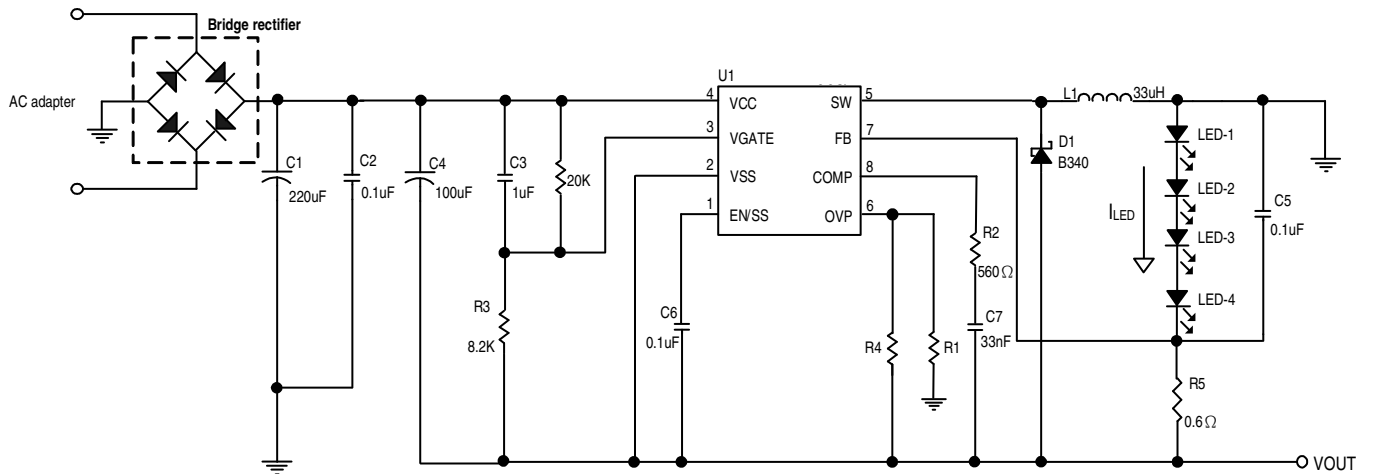 Bridge rectifier
AC adapter
C1
220uF
C2
0.1uF
C4
100uF
C3
1uF
20K
R3
8.2K
U1
4 VCC SW 5
3 VGATE FB 7
2 VSS COMP 8
1 EN/SS OVP 6
C6
0.1uF
R4
R1
R2
560Ω
C7
33nF
D1
B340
L1 33uH
LED-1
LED-2
LED-3
LED-4
ILED
C5
0.1uF
R5
0.6Ω
VOUT